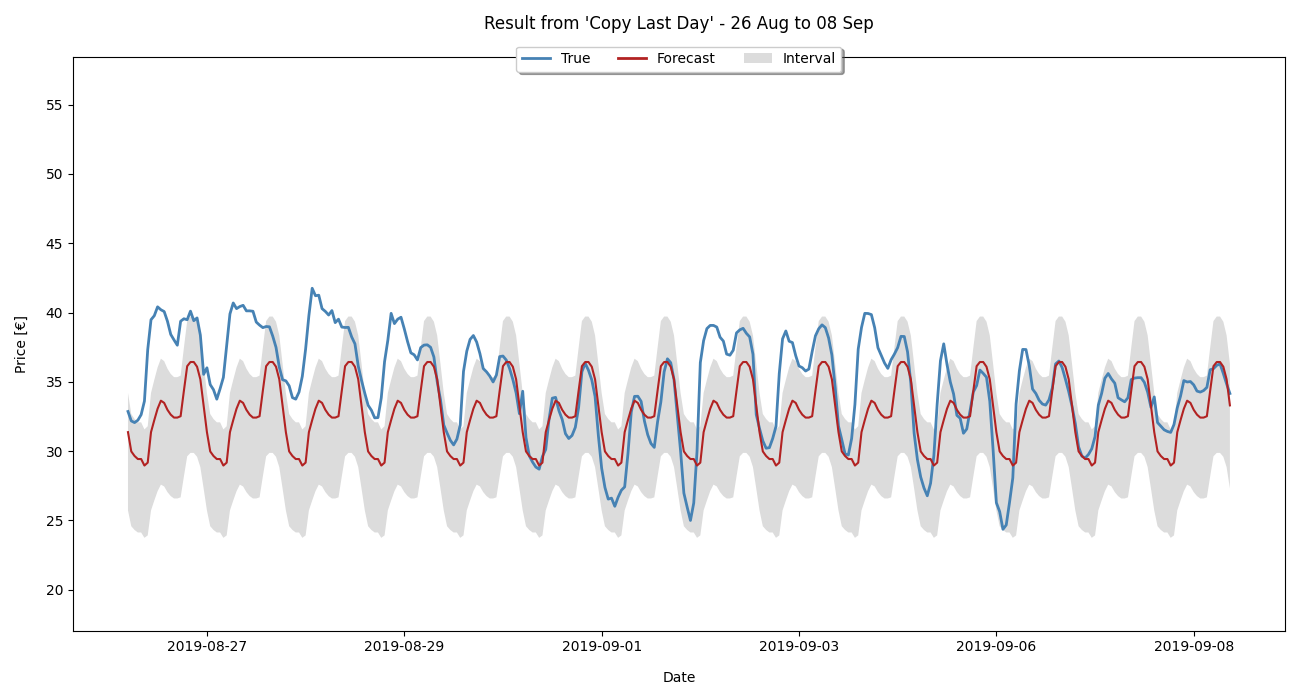 Result from 'Copy Last Day' - 26 Aug to 08 Sep
True Forecast Interval
55
50
45
40
35
30
25
20
Price [€]
2019-08-27 2019-08-29 2019-09-01 2019-09-03 2019-09-06 2019-09-08
Date